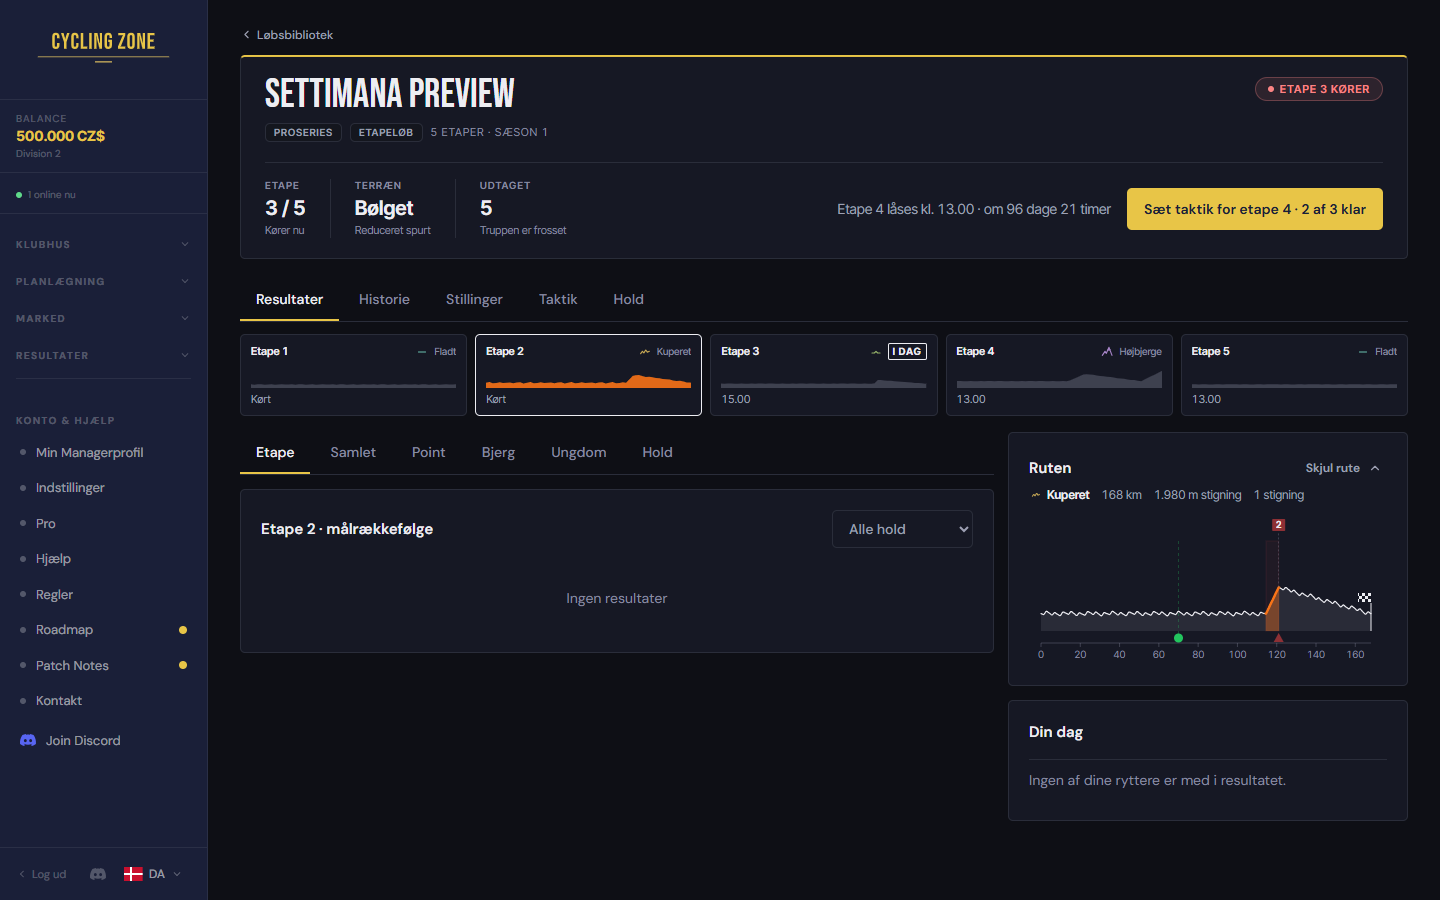 CYCLING ZONE
BALANCE
500.000 CZ$
Division 2
1 online nu
KLUBHUS
PLANLÆGNING
MARKED
RESULTATER
KONTO & HJÆLP
Min Managerprofil
Indstillinger
Pro
Hjælp
Regler
Roadmap
Patch Notes
Kontakt
Join Discord
Log ud
DA
Løbsbibliotek
SETTIMANA PREVIEW
ETAPE 3 KØRER
PROSERIES ETAPELØB 5 ETAPER · SÆSON 1
ETAPE
3 / 5
Kører nu
TERRÆN
Bølget
Reduceret spurt
UDTAGET
5
Truppen er frosset
Etape 4 låses kl. 13.00 · om 96 dage 21 timer
Sæt taktik for etape 4 · 2 af 3 klar
Resultater Historie Stillinger Taktik Hold
Etape 1 Fladt
Kørt
Etape 2 Kuperet
Kørt
Etape 3 I DAG
15.00
Etape 4 Højbjerge
13.00
Etape 5 Fladt
13.00
Etape Samlet Point Bjerg Ungdom Hold
Etape 2 · målrækkefølge
Alle hold
Ingen resultater
Ruten
Skjul rute
Kuperet 168 km 1.980 m stigning 1 stigning
2
0 20 40 60 80 100 120 140 160
Din dag
Ingen af dine ryttere er med i resultatet.